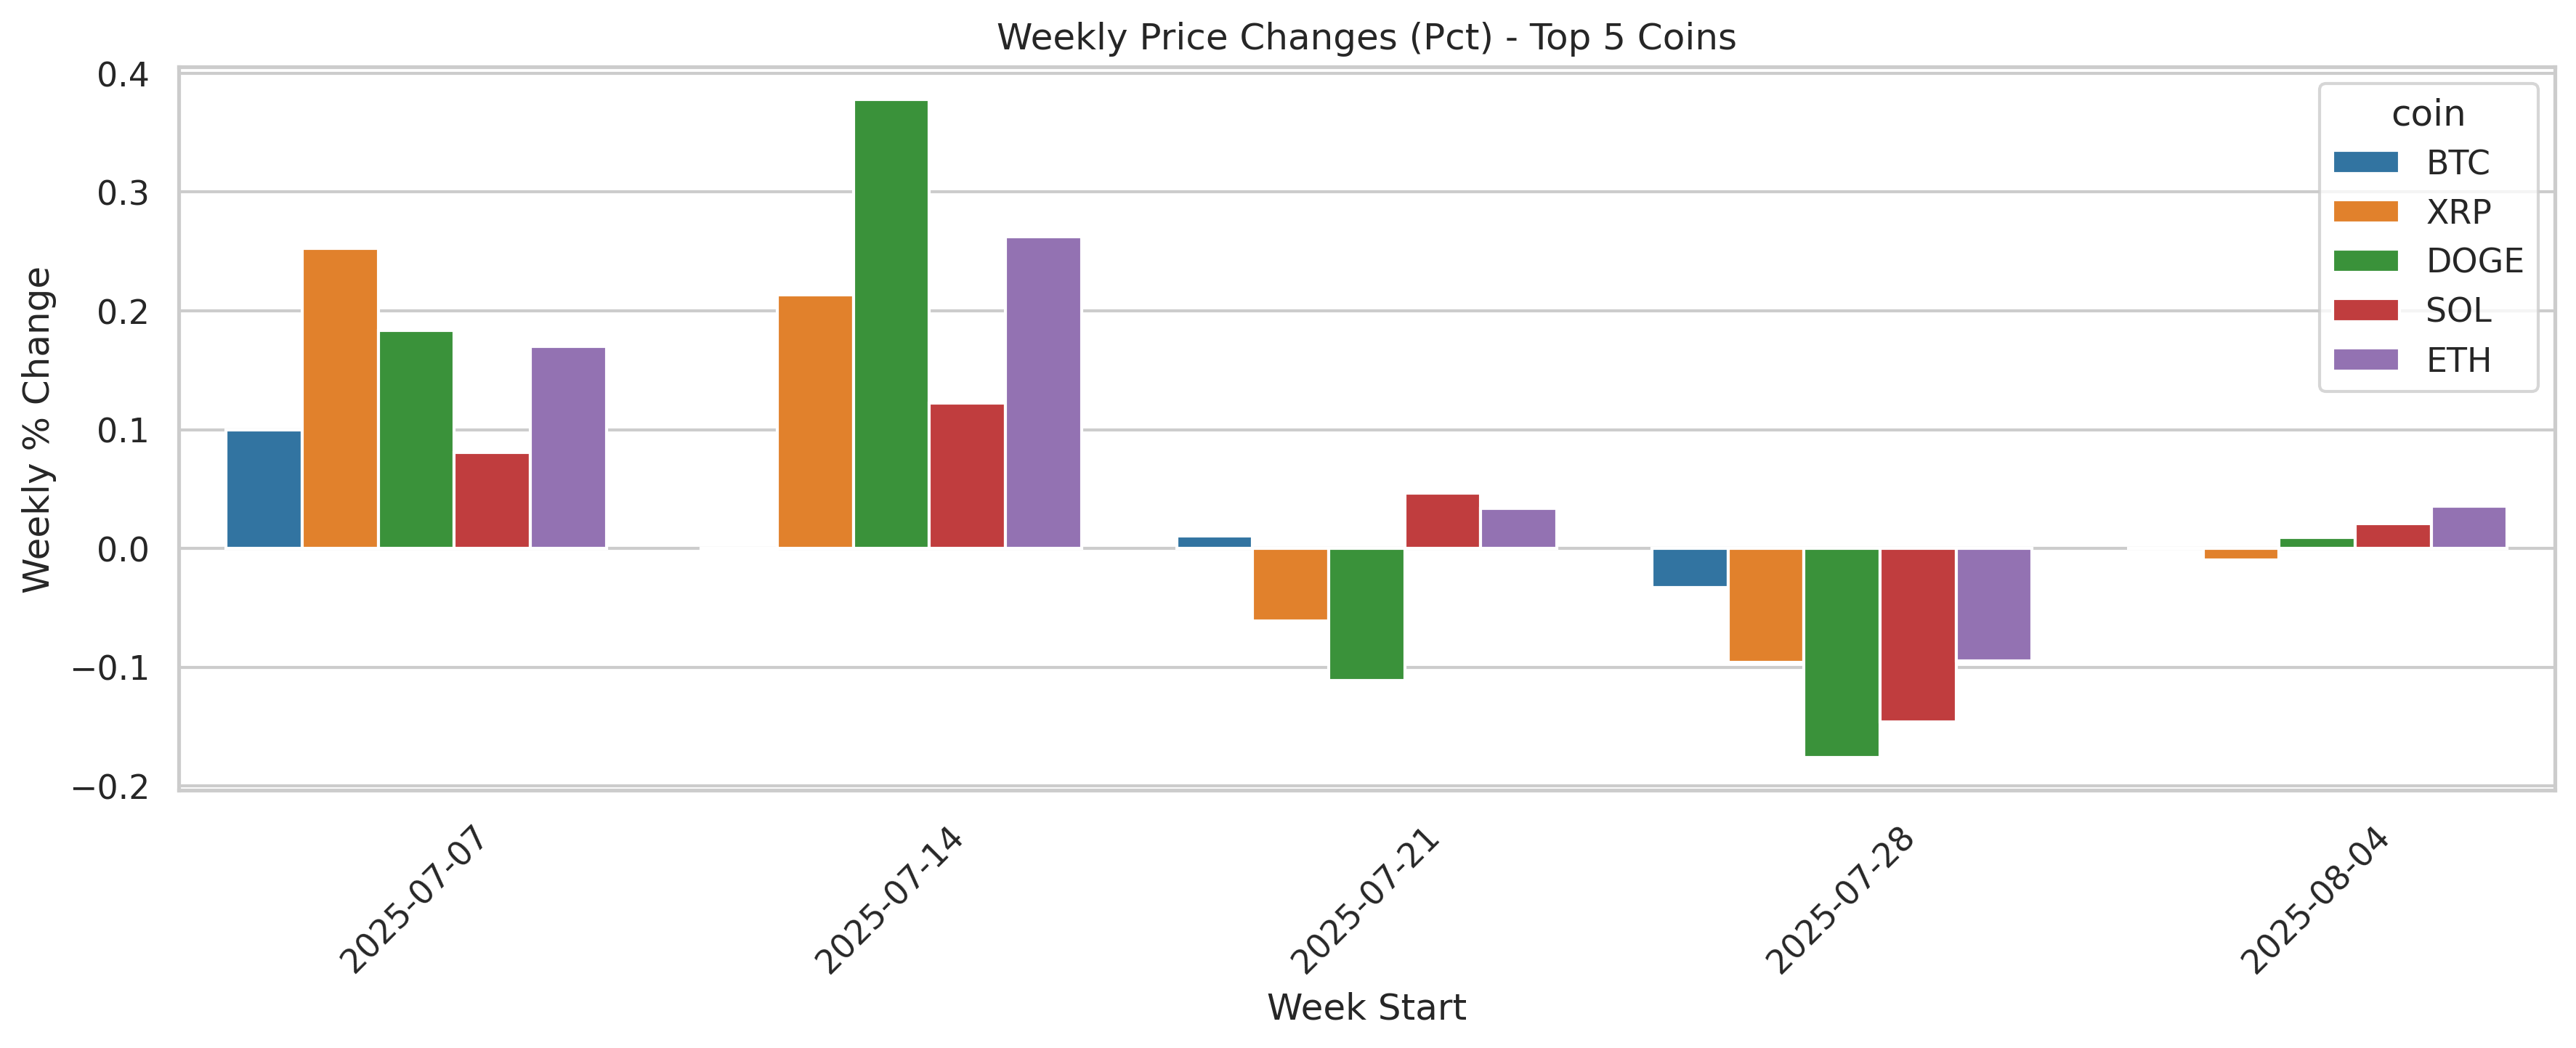 Weekly Price Changes (Pct) - Top 5 Coins
Weekly % Change
0.4
0.3
0.2
0.1
0.0
−0.1
−0.2
coin
BTC
XRP
DOGE
SOL
ETH
2025-07-07
2025-07-14
2025-07-21
2025-07-28
2025-08-04
Week Start